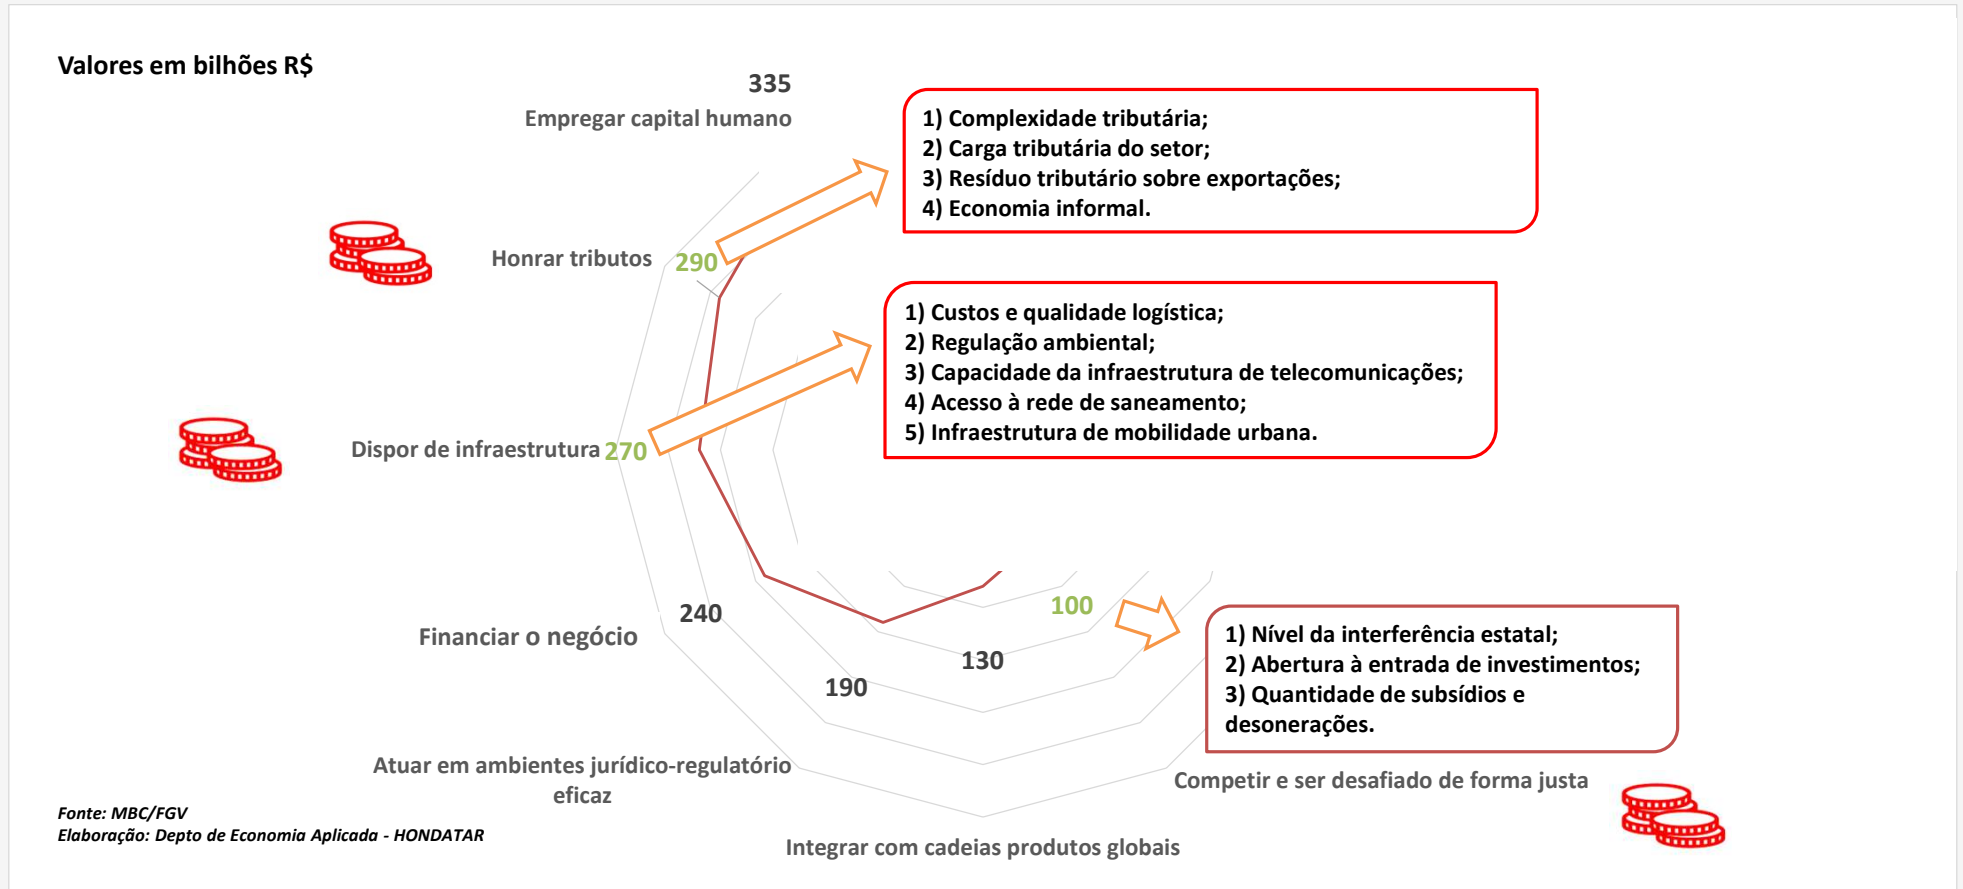 Valores em bilhões R$
335
Empregar capital humano
1) Complexidade tributária;
2) Carga tributária do setor;
3) Resíduo tributário sobre exportações;
4) Economia informal.
Honrar tributos
290
1) Custos e qualidade logística;
2) Regulação ambiental;
3) Capacidade da infraestrutura de telecomunicações;
4) Acesso à rede de saneamento;
5) Infraestrutura de mobilidade urbana.
Dispor de infraestrutura
270
240
Financiar o negócio
190
130
100
1) Nível da interferência estatal;
2) Abertura à entrada de investimentos;
3) Quantidade de subsídios e
desonerações.
Atuar em ambientes jurídico-regulatório
eficaz
Competir e ser desafiado de forma justa
Integrar com cadeias produtos globais
Fonte: MBC/FGV
Elaboração: Depto de Economia Aplicada - HONDATAR